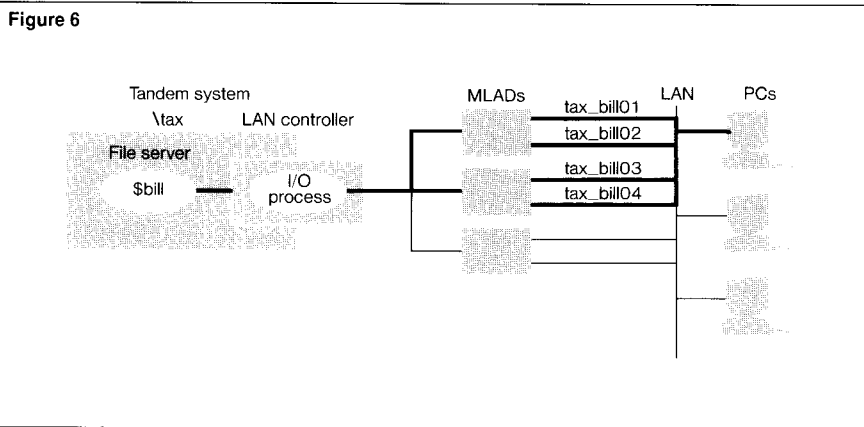 Figure 6
Tandem system
\tax
LAN controller
MLADs
LAN
PCs
File server
$bill
I/O
process
tax_bill01
tax_bill02
tax_bill03
tax_bill04